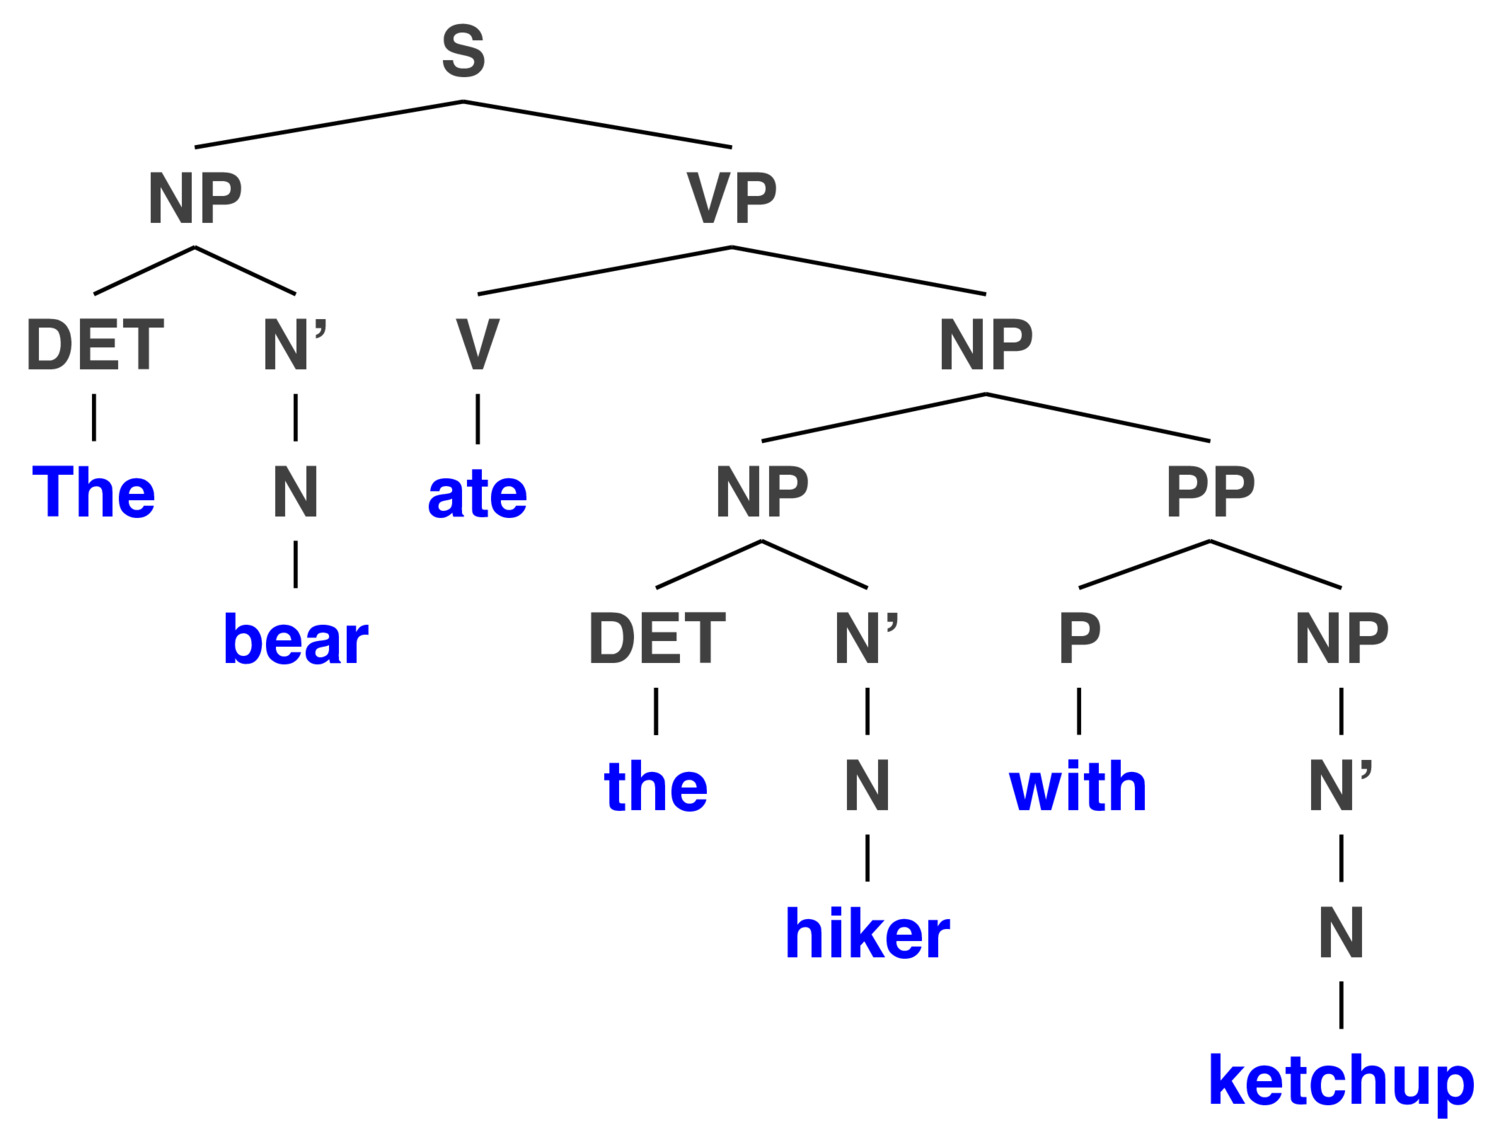 S
NP VP
DET N’ V NP
The N ate NP PP
bear DET N’ P NP
the N with N’
hiker N
ketchup